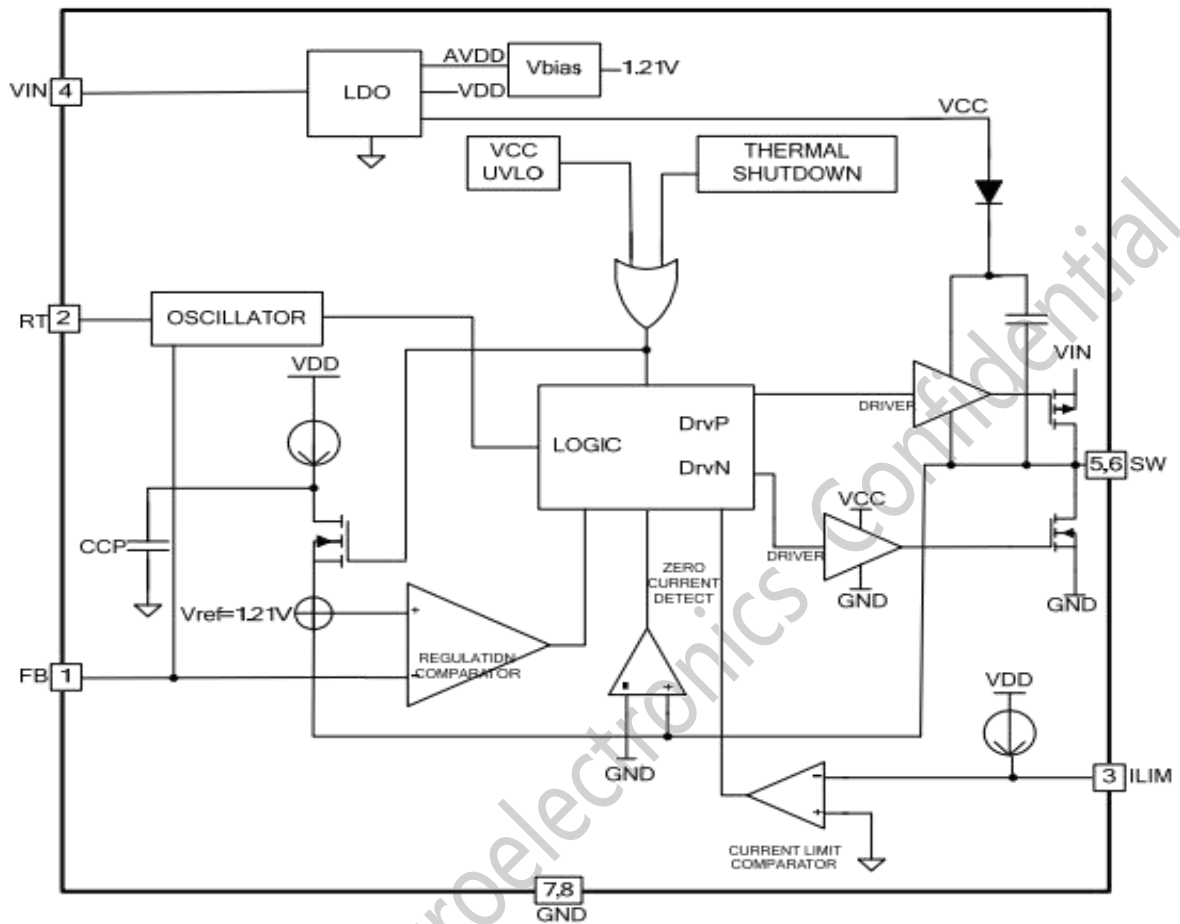 AVDD
Vbias
1.21V
VIN 4
LDO
VDD
VCC
VCC
UVLO
THERMAL
SHUTDOWN
RT 2
OSCILLATOR
VDD
VIN
DRIVER
DrvP
LOGIC
DrvN
5,6 SW
VCC
CCP
DRIVER
ZERO
CURRENT
DETECT
GND
GND
Vref=1.21V
+
REGULATION
COMPARATOR
-
FB 1
+
VDD
GND
-
3 ILIM
+
CURRENT LIMIT
COMPARATOR
7,8
GND
roelectronics Confidential